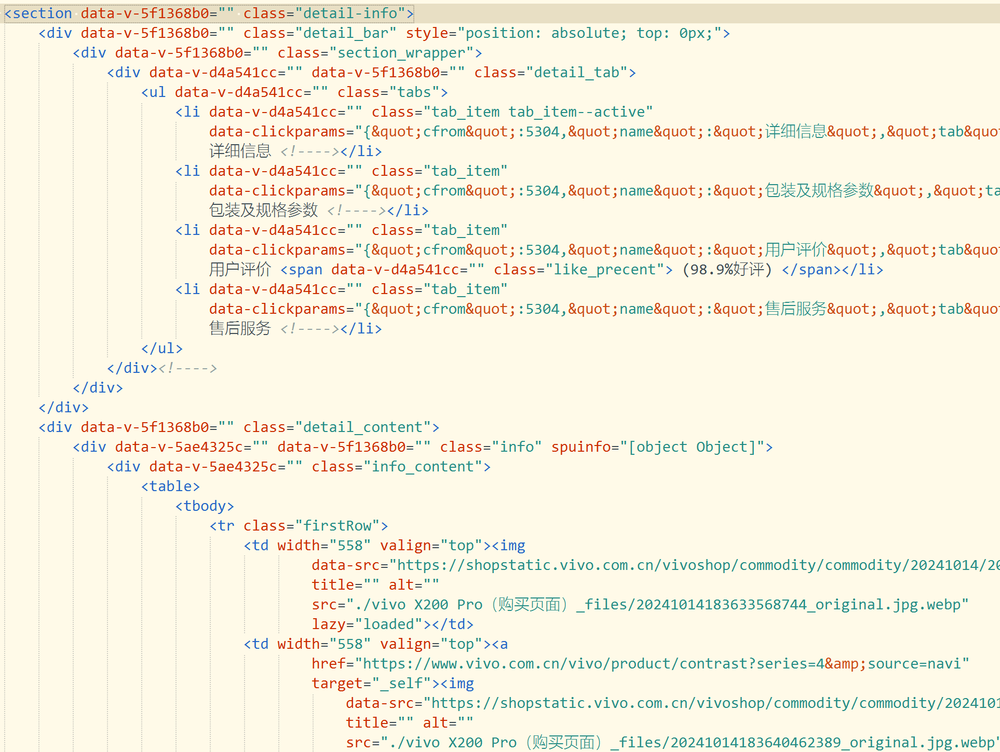 <section data-v-5f1368b0="" class="detail-info">
<div data-v-5f1368b0="" class="detail_bar" style="position: absolute; top: 0px;">
<div data-v-5f1368b0="" class="section_wrapper">
<div data-v-d4a541cc="" data-v-5f1368b0="" class="detail_tab">
<ul data-v-d4a541cc="" class="tabs">
<li data-v-d4a541cc="" class="tab_item tab_item--active"
data-clickparams="{&quot;cfrom&quot;:5304,&quot;name&quot;:&quot;详细信息&quot;,&quot;tab&quo
详细信息 <!----></li>
<li data-v-d4a541cc="" class="tab_item"
data-clickparams="{&quot;cfrom&quot;:5304,&quot;name&quot;:&quot;包装及规格参数&quot;,&quot;ta
包装及规格参数 <!----></li>
<li data-v-d4a541cc="" class="tab_item"
data-clickparams="{&quot;cfrom&quot;:5304,&quot;name&quot;:&quot;用户评价&quot;,&quot;tab&quo
用户评价 <span data-v-d4a541cc="" class="like_precent"> (98.9%好评) </span></li>
<li data-v-d4a541cc="" class="tab_item"
data-clickparams="{&quot;cfrom&quot;:5304,&quot;name&quot;:&quot;售后服务&quot;,&quot;tab&quo
售后服务 <!----></li>
</ul>
</div><!---->
</div>
</div>
<div data-v-5f1368b0="" class="detail_content">
<div data-v-5ae4325c="" data-v-5f1368b0="" class="info" spuinfo="[object Object]">
<div data-v-5ae4325c="" class="info_content">
<table>
<tbody>
<tr class="firstRow">
<td width="558" valign="top"><img
data-src="https://shopstatic.vivo.com.cn/vivoshop/commodity/commodity/20241014/20
title="" alt=""
src="./vivo X200 Pro（购买页面）_files/20241014183633568744_original.jpg.webp"
lazy="loaded"></td>
<td width="558" valign="top"><a
href="https://www.vivo.com.cn/vivo/product/contrast?series=4&amp;source=navi"
target="_self"><img
data-src="https://shopstatic.vivo.com.cn/vivoshop/commodity/commodity/2024101
title="" alt=""
src="./vivo X200 Pro（购买页面）_files/20241014183640462389_original.jpg.webp"